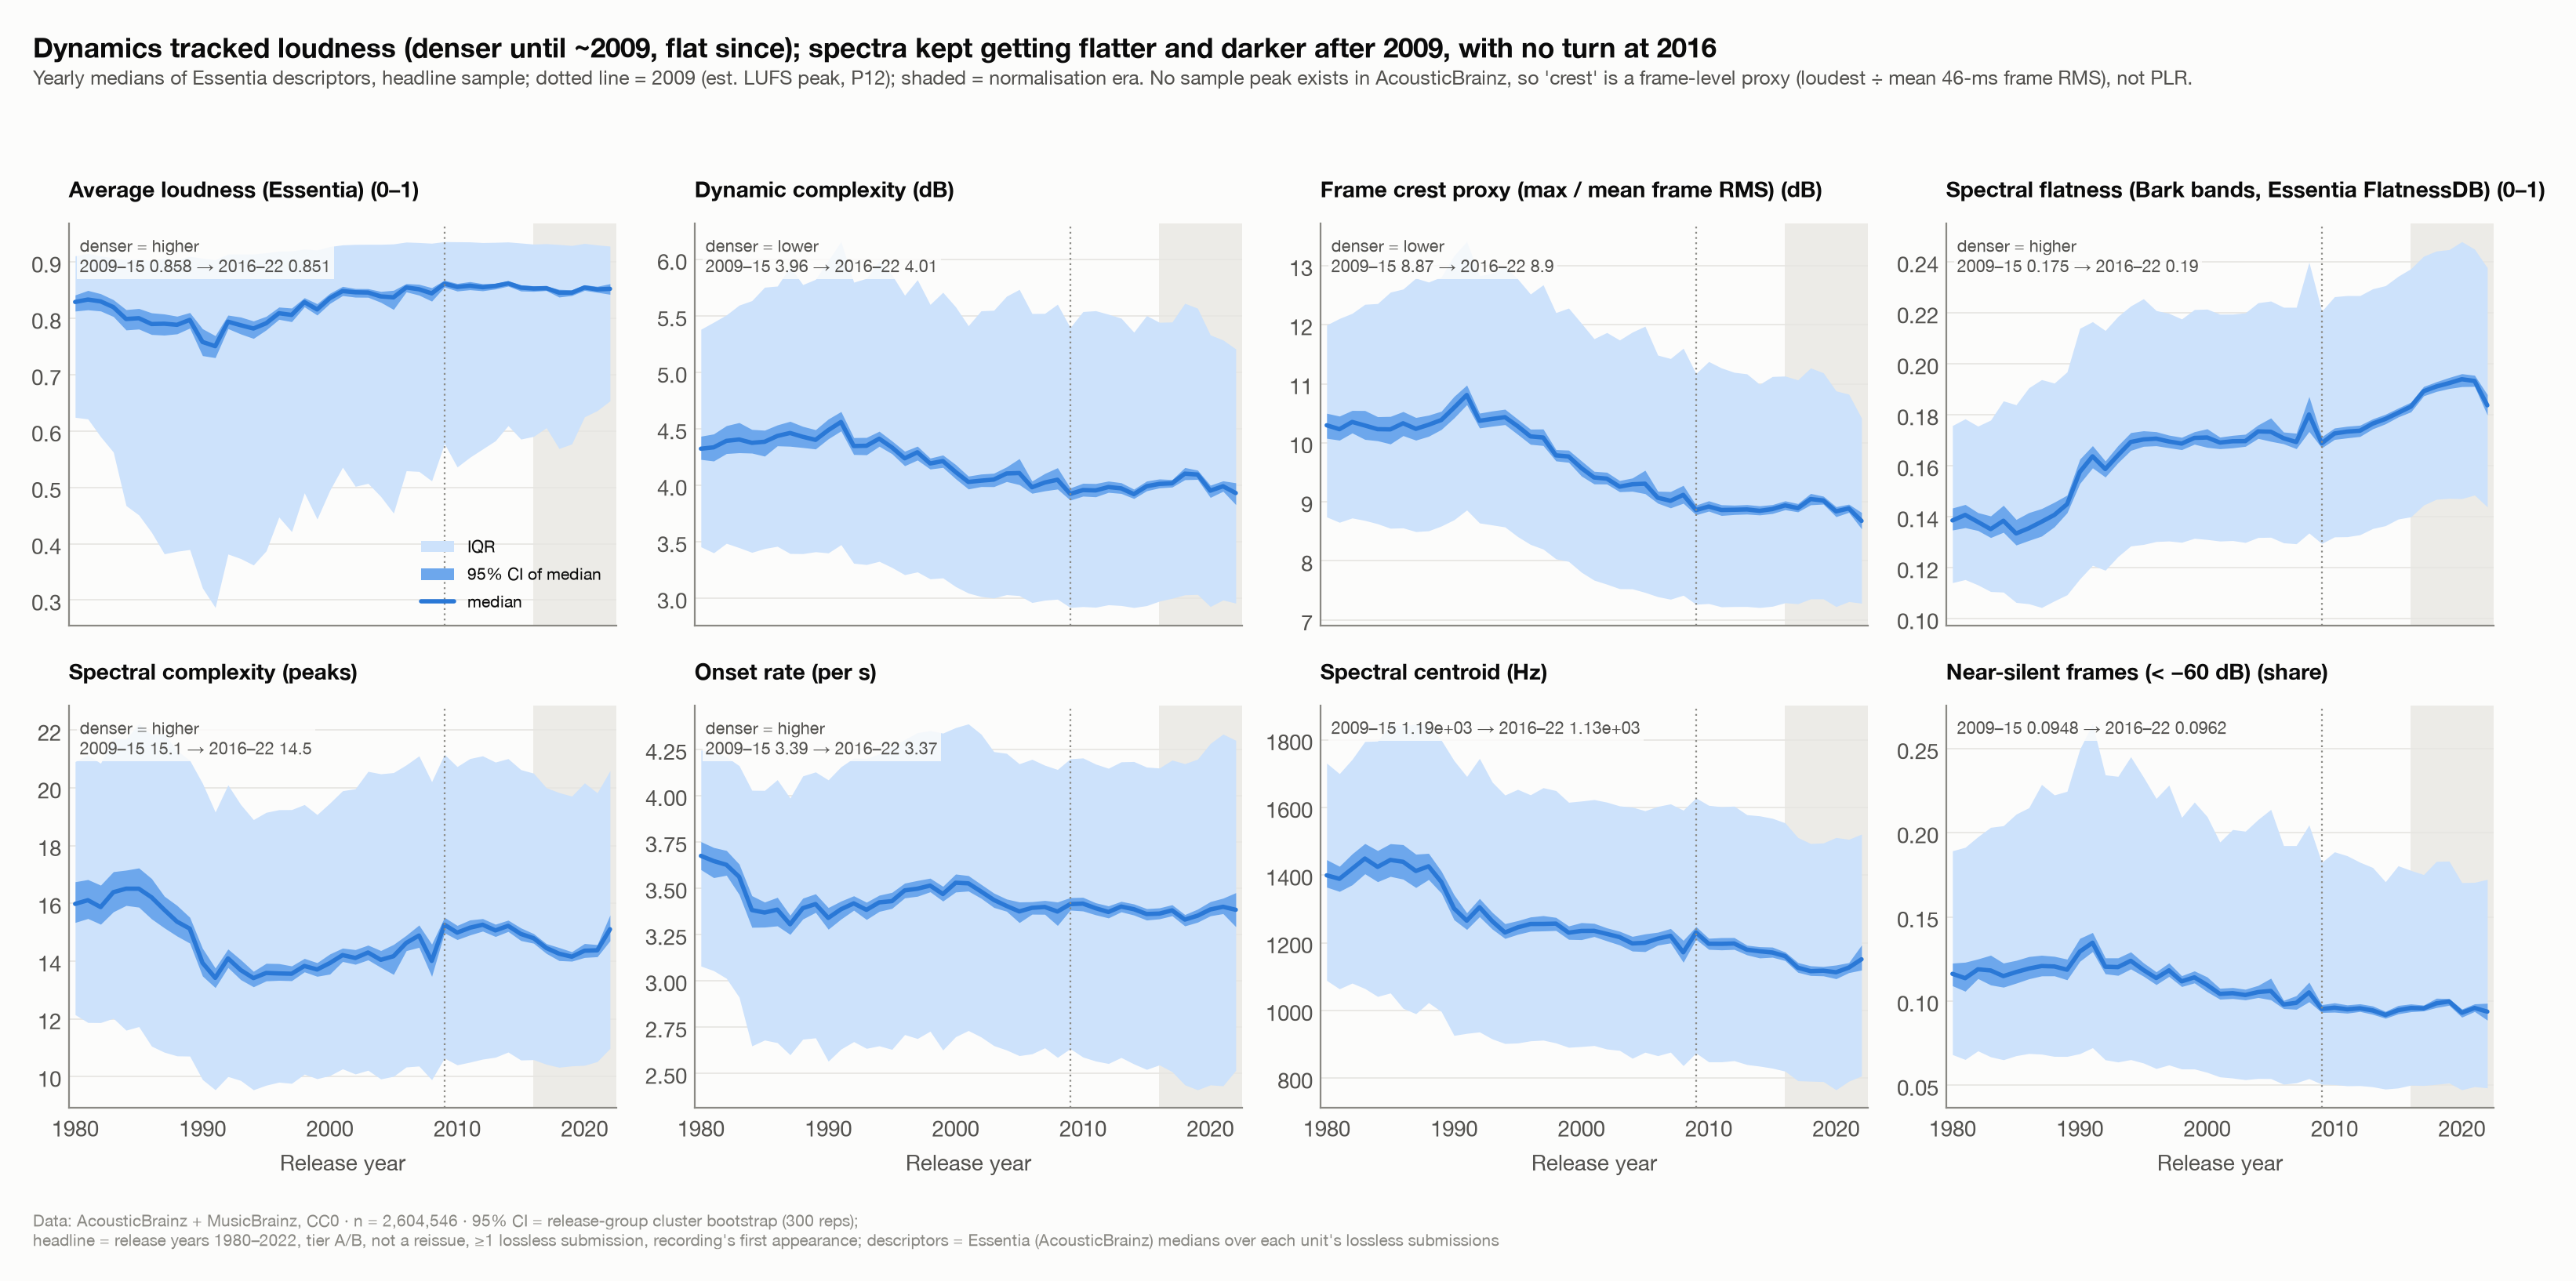 Dynamics tracked loudness (denser until ~2009, flat since); spectra kept getting flatter and darker after 2009, with no turn at 2016
Yearly medians of Essentia descriptors, headline sample; dotted line = 2009 (est. LUFS peak, P12); shaded = normalisation era. No sample peak exists in AcousticBrainz, so 'crest' is a frame-level proxy (loudest ÷ mean 46-ms frame RMS), not PLR.
Average loudness (Essentia) (0–1)
denser = higher
2009–15 0.858 → 2016–22 0.851
0.9
0.8
0.7
0.6
0.5
0.4
0.3
IQR
95% CI of median
median
Dynamic complexity (dB)
denser = lower
2009–15 3.96 → 2016–22 4.01
6.0
5.5
5.0
4.5
4.0
3.5
3.0
Frame crest proxy (max / mean frame RMS) (dB)
denser = lower
2009–15 8.87 → 2016–22 8.9
13
12
11
10
9
8
7
Spectral flatness (Bark bands, Essentia FlatnessDB) (0–1)
denser = higher
2009–15 0.175 → 2016–22 0.19
0.24
0.22
0.20
0.18
0.16
0.14
0.12
0.10
Spectral complexity (peaks)
denser = higher
2009–15 15.1 → 2016–22 14.5
22
20
18
16
14
12
10
1980 1990 2000 2010 2020
Release year
Onset rate (per s)
denser = higher
2009–15 3.39 → 2016–22 3.37
4.25
4.00
3.75
3.50
3.25
3.00
2.75
2.50
1980 1990 2000 2010 2020
Release year
Spectral centroid (Hz)
2009–15 1.19e+03 → 2016–22 1.13e+03
1800
1600
1400
1200
1000
800
1980 1990 2000 2010 2020
Release year
Near-silent frames (< −60 dB) (share)
2009–15 0.0948 → 2016–22 0.0962
0.25
0.20
0.15
0.10
0.05
1980 1990 2000 2010 2020
Release year
Data: AcousticBrainz + MusicBrainz, CC0 · n = 2,604,546 · 95% CI = release-group cluster bootstrap (300 reps);
headline = release years 1980–2022, tier A/B, not a reissue, ≥1 lossless submission, recording's first appearance; descriptors = Essentia (AcousticBrainz) medians over each unit's lossless submissions